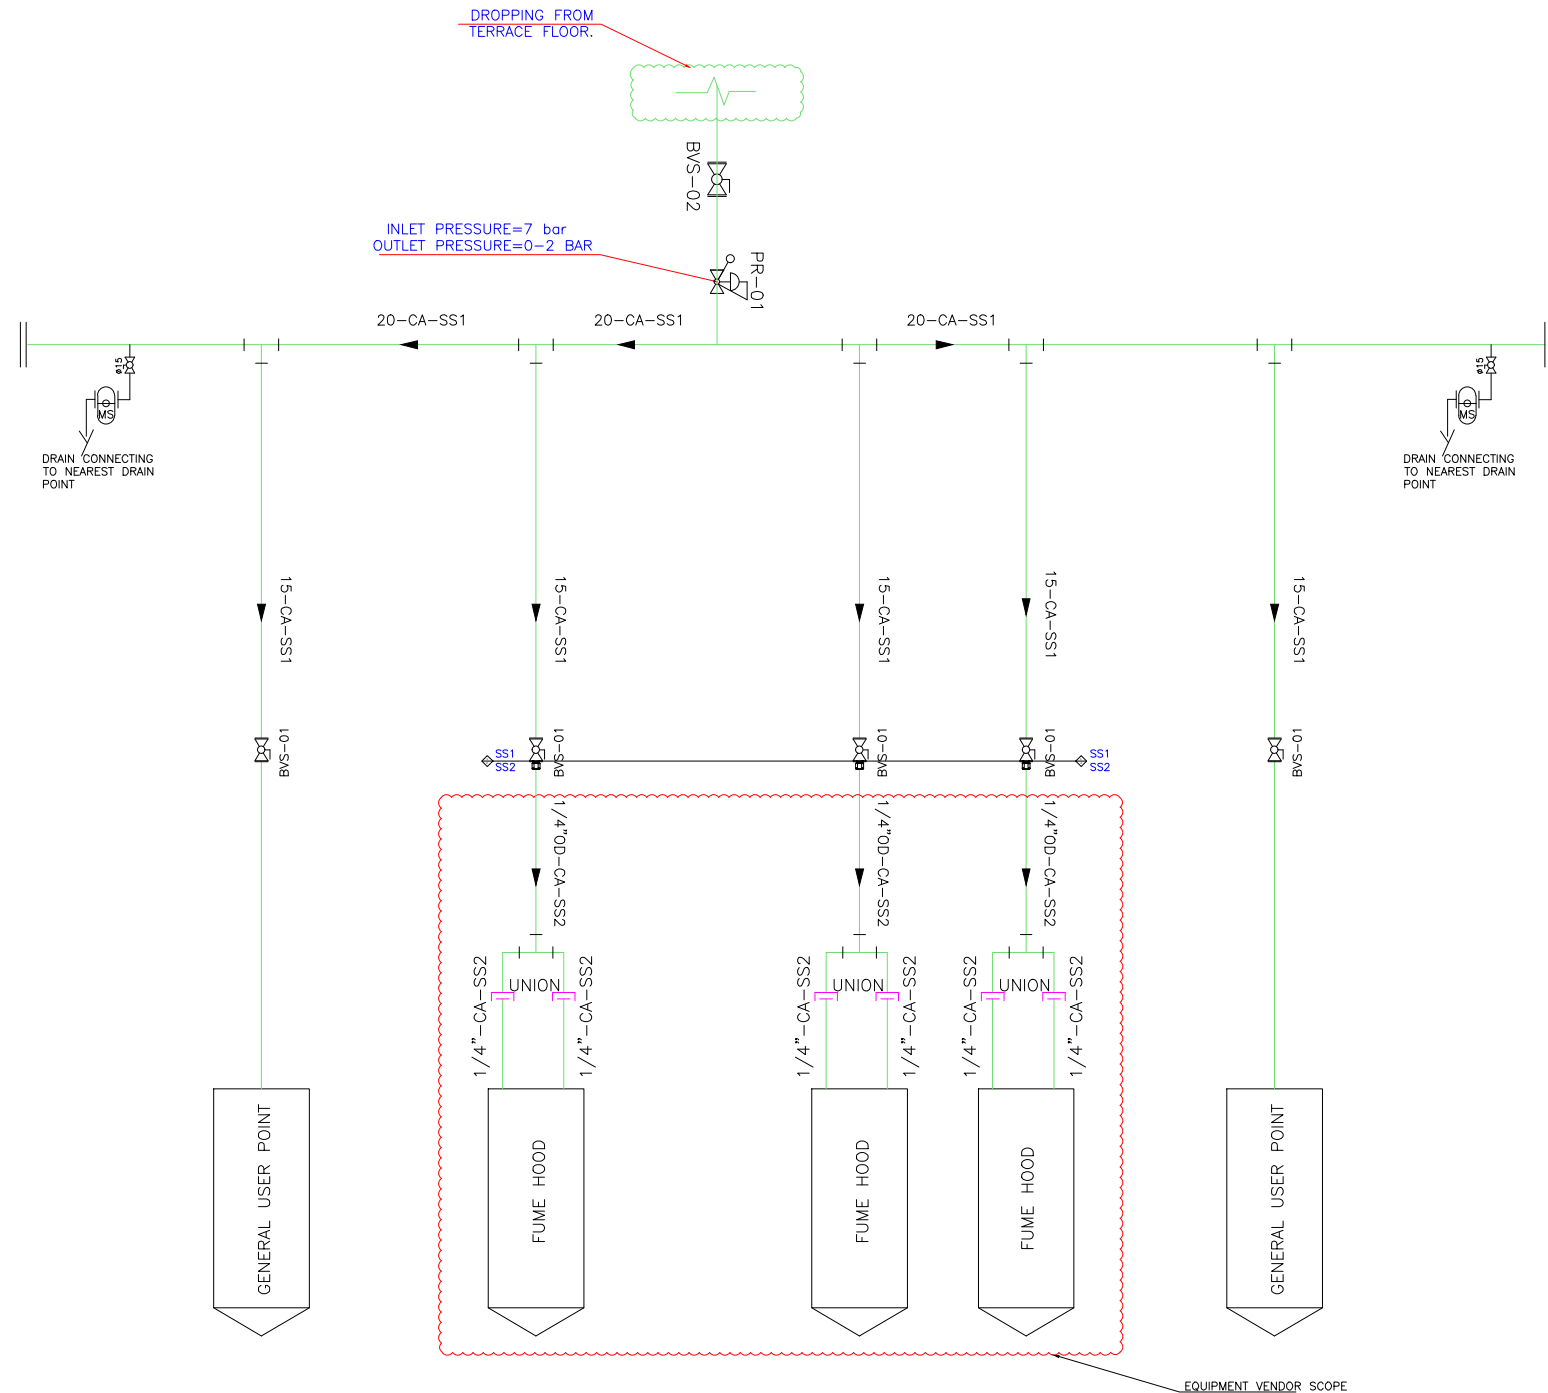 DROPPING FROM
TERRACE FLOOR.
BVS-02
INLET PRESSURE=7 bar
OUTLET PRESSURE=0-2 BAR
PR-01
20-CA-SS1
20-CA-SS1
20-CA-SS1
ø15
ø15
MS
MS
DRAIN CONNECTING
TO NEAREST DRAIN
POINT
DRAIN CONNECTING
TO NEAREST DRAIN
POINT
15-CA-SS1
15-CA-SS1
15-CA-SS1
15-CA-SS1
15-CA-SS1
BVS-01
BVS-01
BVS-01
BVS-01
BVS-01
SS1
SS2
SS1
SS2
1/4"OD-CA-SS2
1/4"OD-CA-SS2
1/4"OD-CA-SS2
1/4"-CA-SS2
UNION
1/4"-CA-SS2
1/4"-CA-SS2
UNION
1/4"-CA-SS2
1/4"-CA-SS2
UNION
1/4"-CA-SS2
GENERAL USER POINT
FUME HOOD
FUME HOOD
FUME HOOD
GENERAL USER POINT
EQUIPMENT VENDOR SCOPE